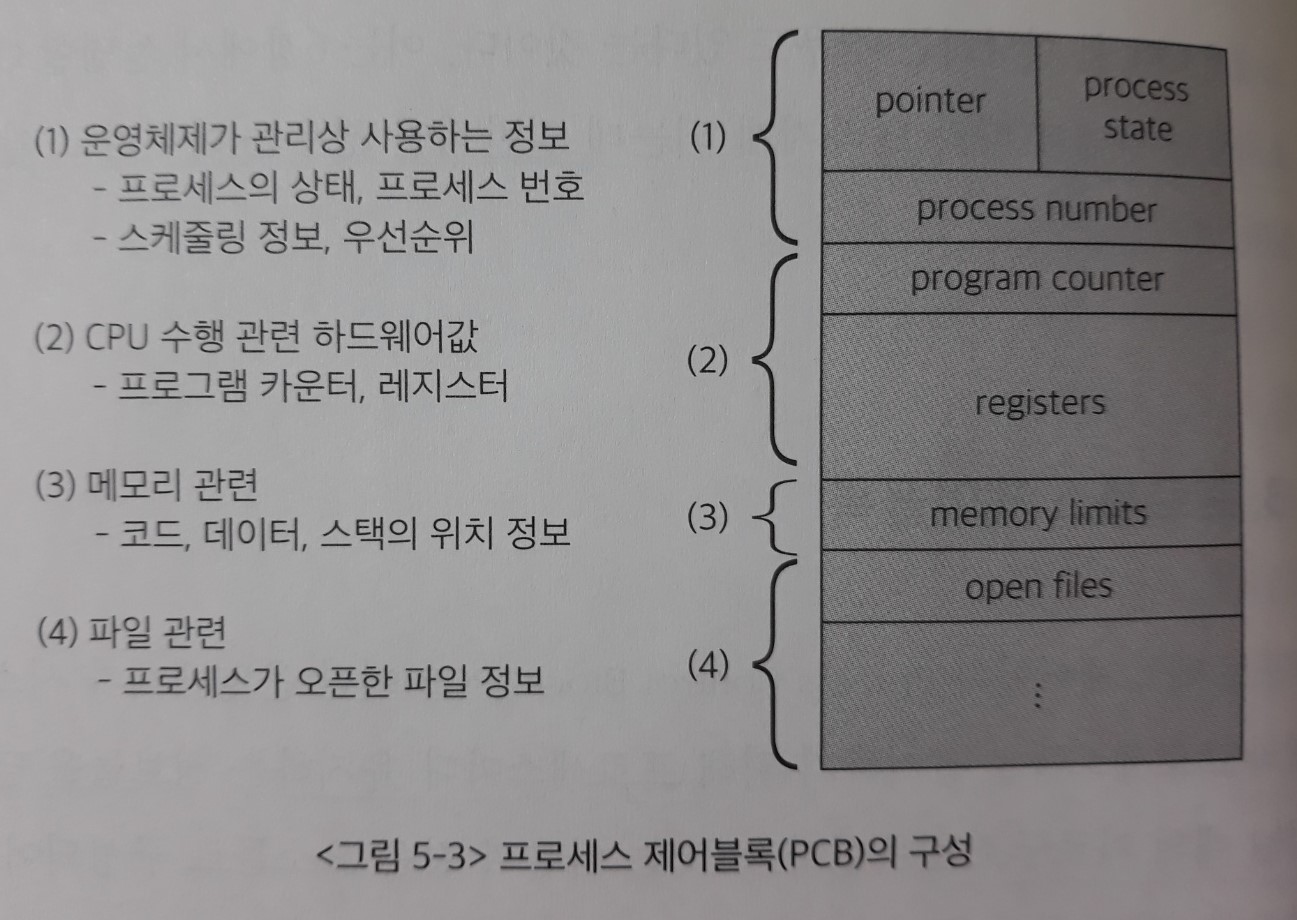 (1) 운영체제가 관리상 사용하는 정보
- 프로세스의 상태, 프로세스 번호
- 스케줄링 정보, 우선순위
(2) CPU 수행 관련 하드웨어값
- 프로그램 카운터, 레지스터
(3) 메모리 관련
- 코드, 데이터, 스택의 위치 정보
(4) 파일 관련
- 프로세스가 오픈한 파일 정보
(1)
pointer
process
state
process number
(2)
program counter
registers
(3)
memory limits
(4)
open files
⋮
<그림 5-3> 프로세스 제어블록(PCB)의 구성